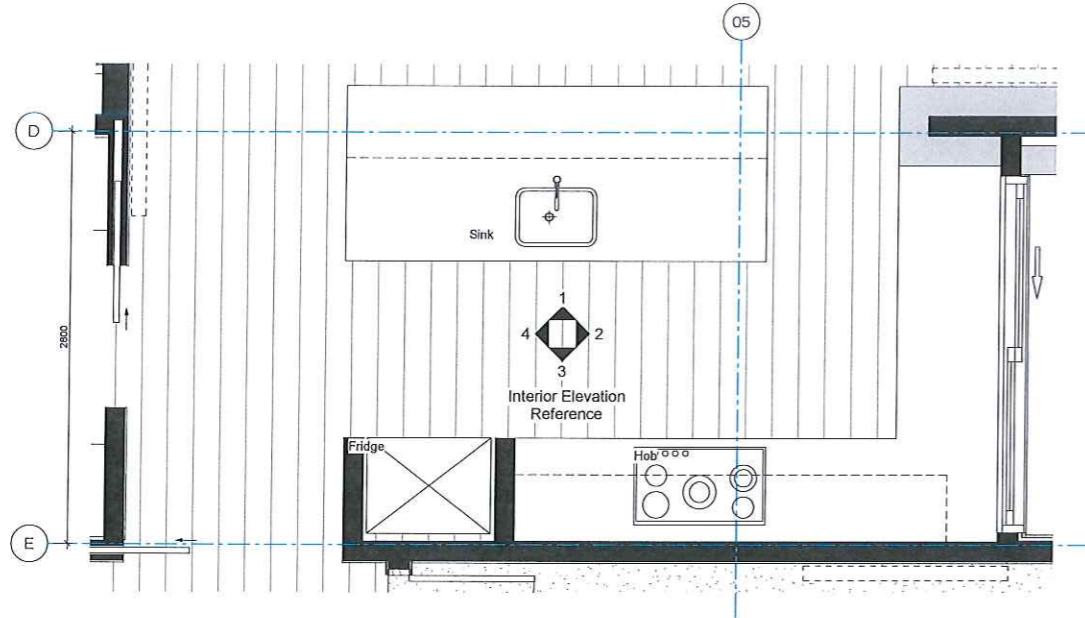 05
D
Sink
1
4
2
3
2800
Interior Elevation
Reference
Fridge
Hob
E